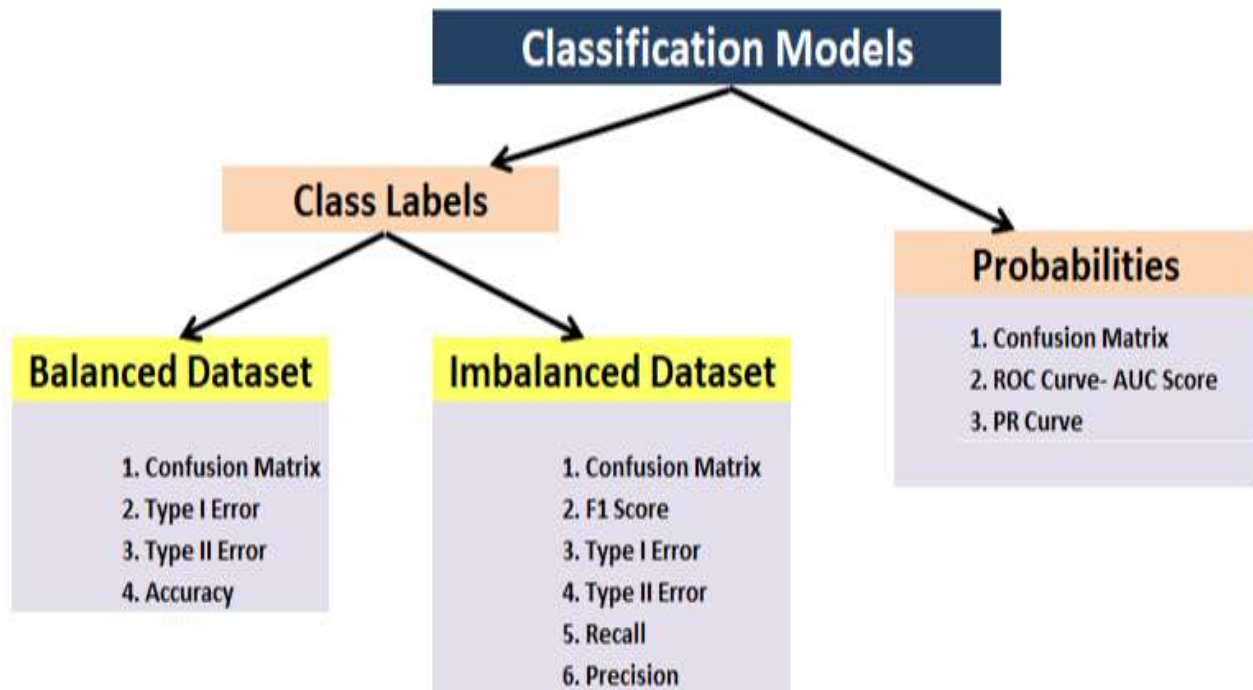 Classification Models
Class Labels
Probabilities
1. Confusion Matrix
2. ROC Curve- AUC Score
3. PR Curve
Balanced Dataset
1. Confusion Matrix
2. Type I Error
3. Type II Error
4. Accuracy
Imbalanced Dataset
1. Confusion Matrix
2. F1 Score
3. Type I Error
4. Type II Error
5. Recall
6. Precision